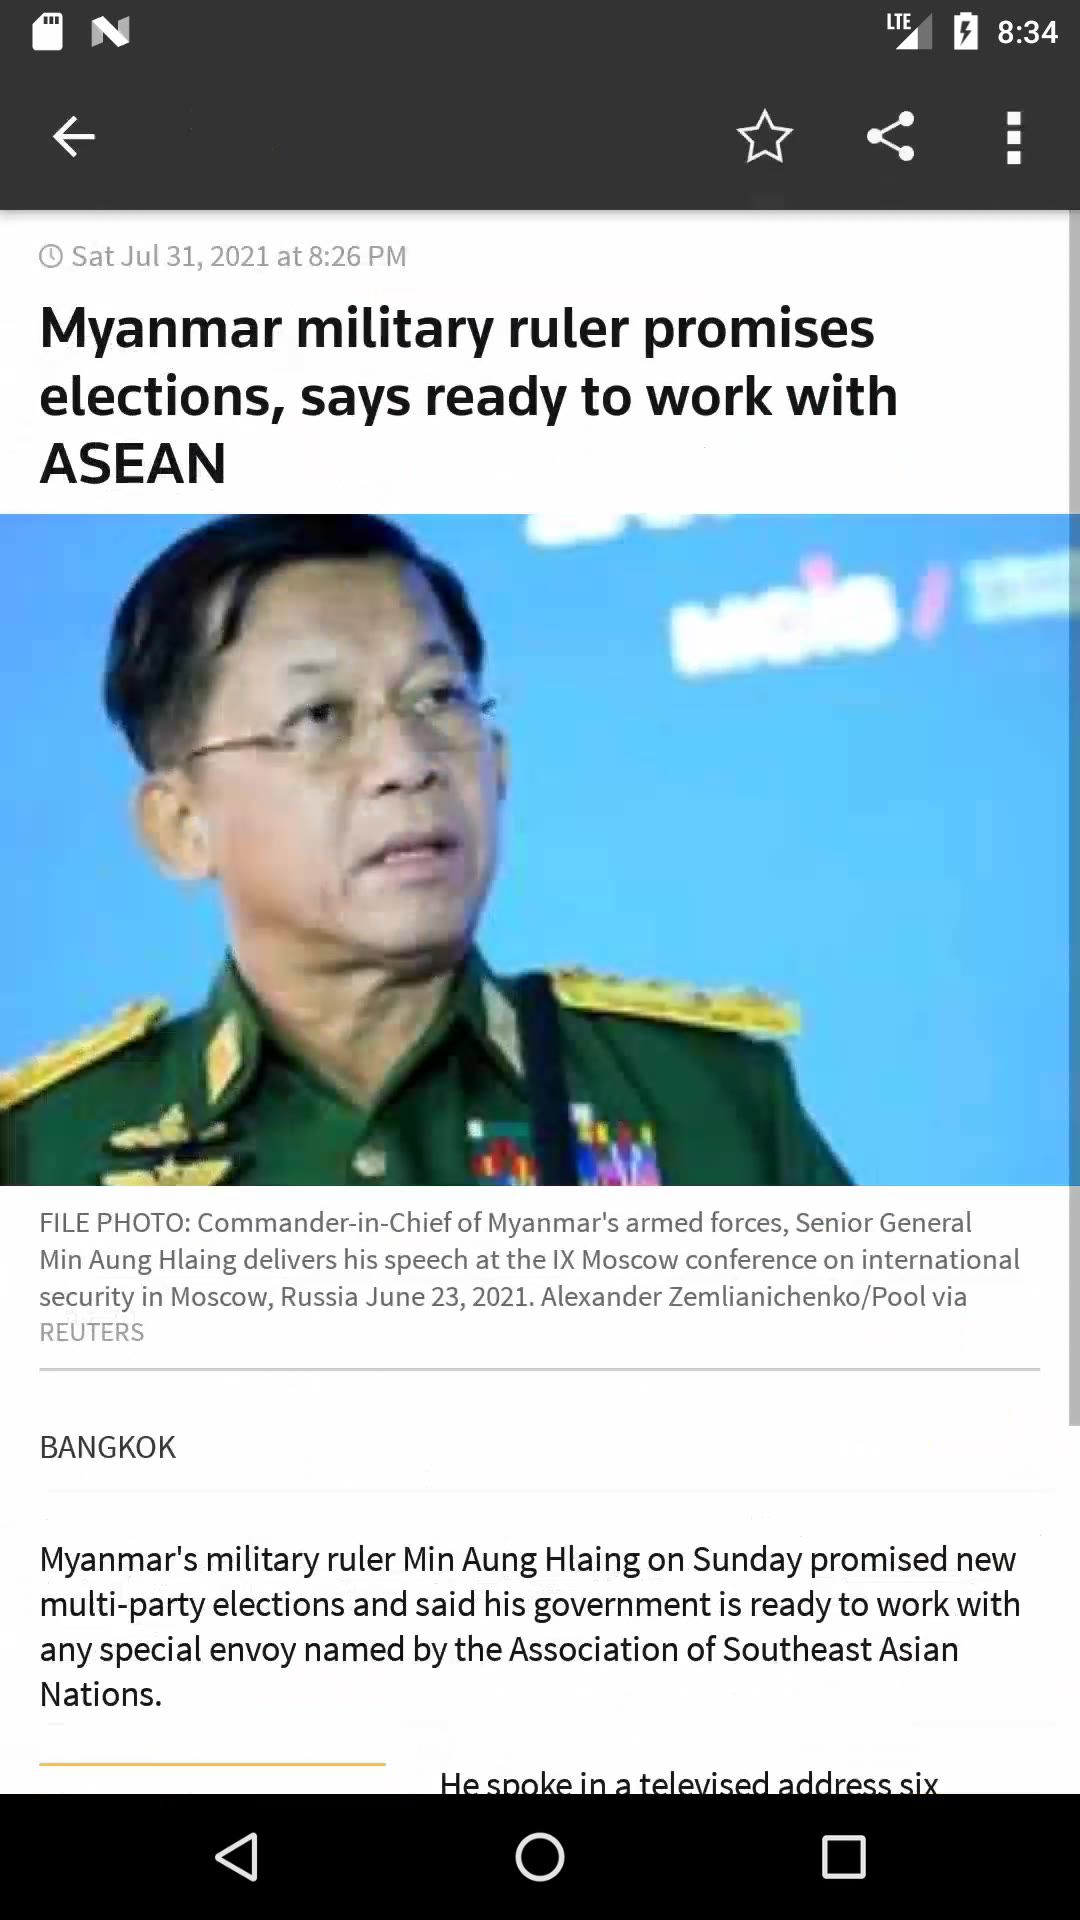 LTE 8:34
Sat Jul 31, 2021 at 8:26 PM
Myanmar military ruler promises
elections, says ready to work with
ASEAN
FILE PHOTO: Commander-in-Chief of Myanmar's armed forces, Senior General
Min Aung Hlaing delivers his speech at the IX Moscow conference on international
security in Moscow, Russia June 23, 2021. Alexander Zemlianichenko/Pool via
REUTERS
BANGKOK
Myanmar's military ruler Min Aung Hlaing on Sunday promised new
multi-party elections and said his government is ready to work with
any special envoy named by the Association of Southeast Asian
Nations.
He spoke in a televised address six